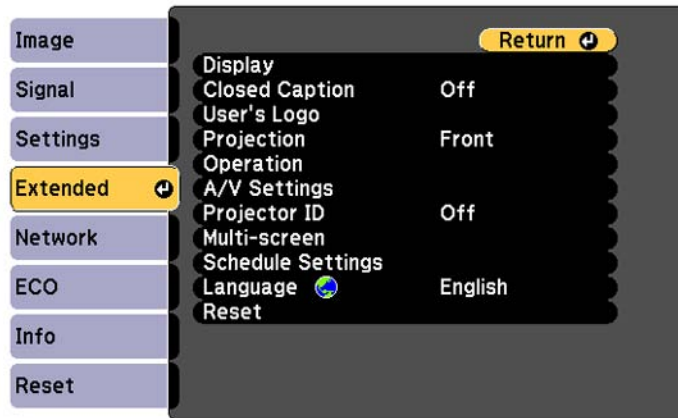 Image
Signal
Settings
Extended
Network
ECO
Info
Reset
Return
Display
Closed Caption Off
User's Logo
Projection Front
Operation
A/V Settings
Projector ID Off
Multi-screen
Schedule Settings
Language English
Reset